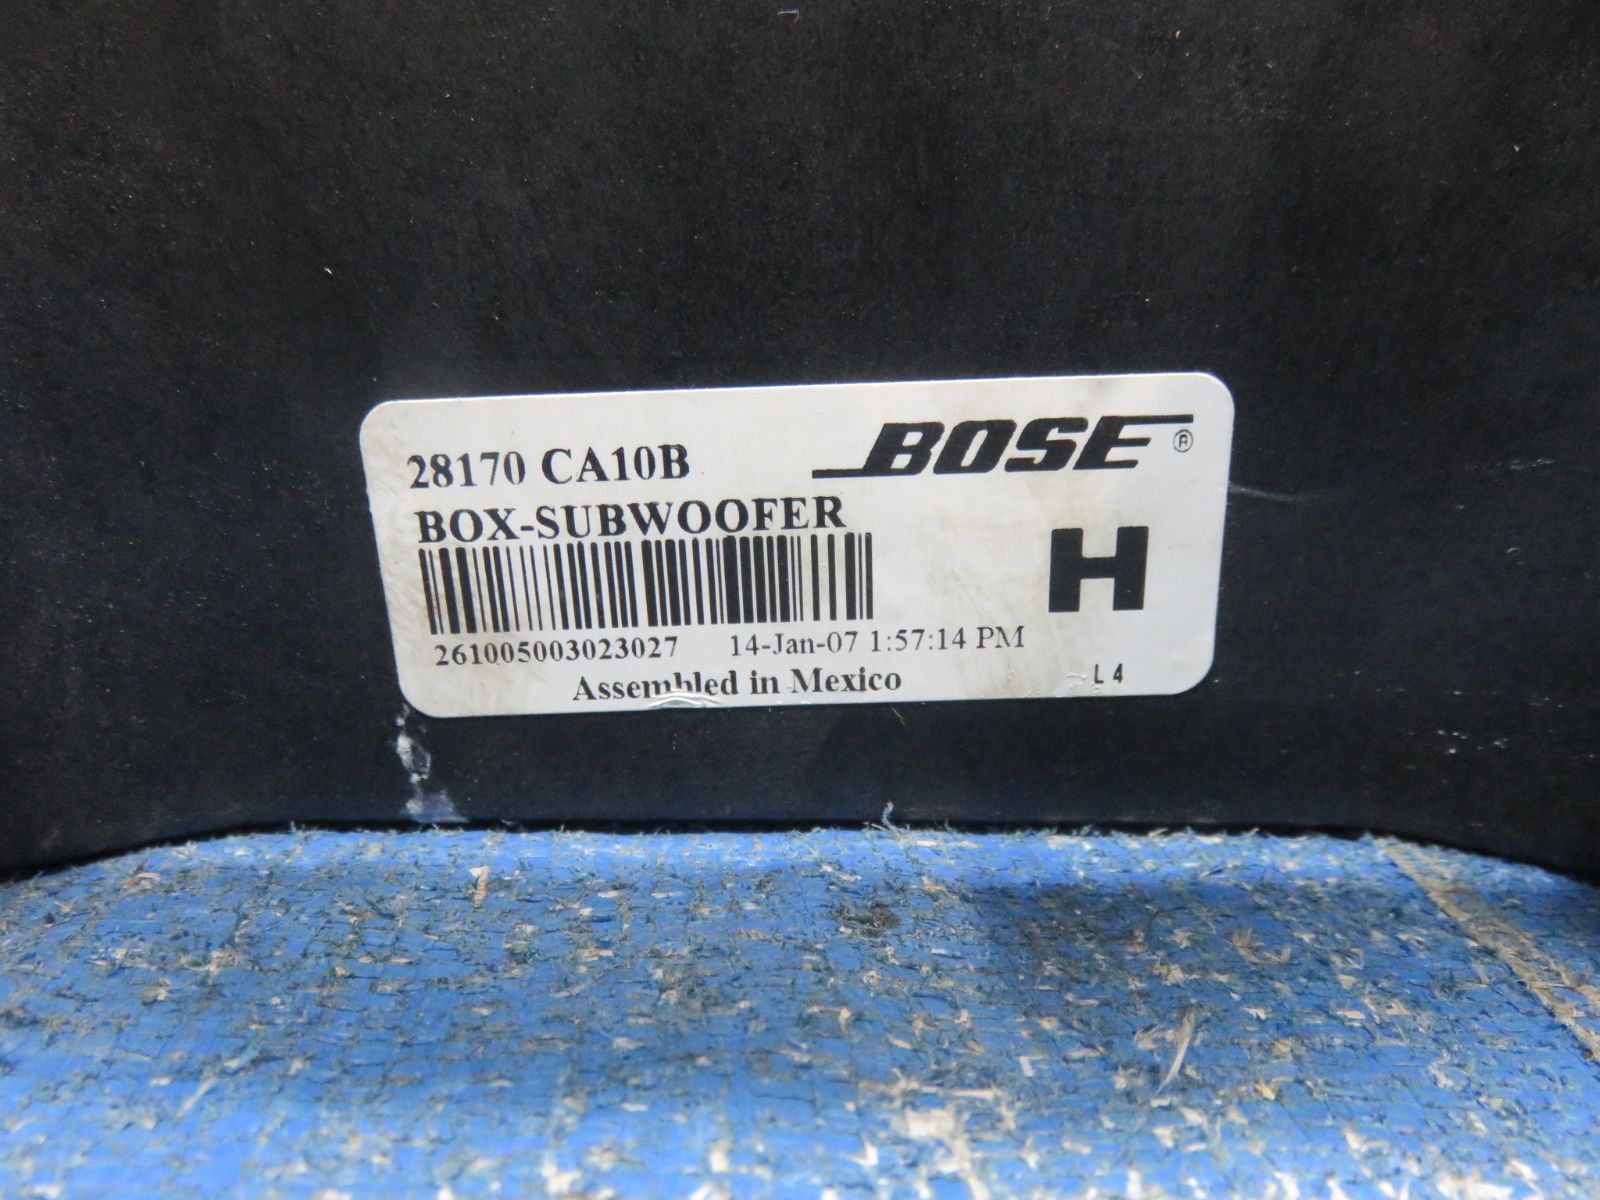 28170 CA10B
BOSE ®
BOX-SUBWOOFER
H
261005003023027 14-Jan-07 1:57:14 PM
Assembled in Mexico
L4